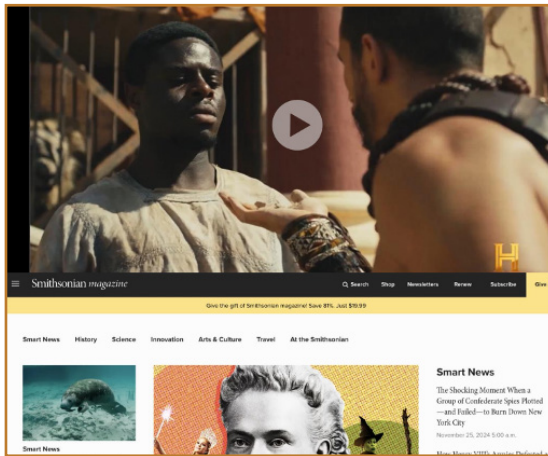 H
Smithsonian magazine
Search Shop Newsletters Renew Subscribe Give
Give the gift of Smithsonian magazine! Save 81%. Just $19.99
Smart News History Science Innovation Arts & Culture Travel At the Smithsonian
Smart News
Smart News
The Shocking Moment When a
Group of Confederate Spies Plotted
—and Failed—to Burn Down New
York City
November 25, 2024 5:00 a.m.